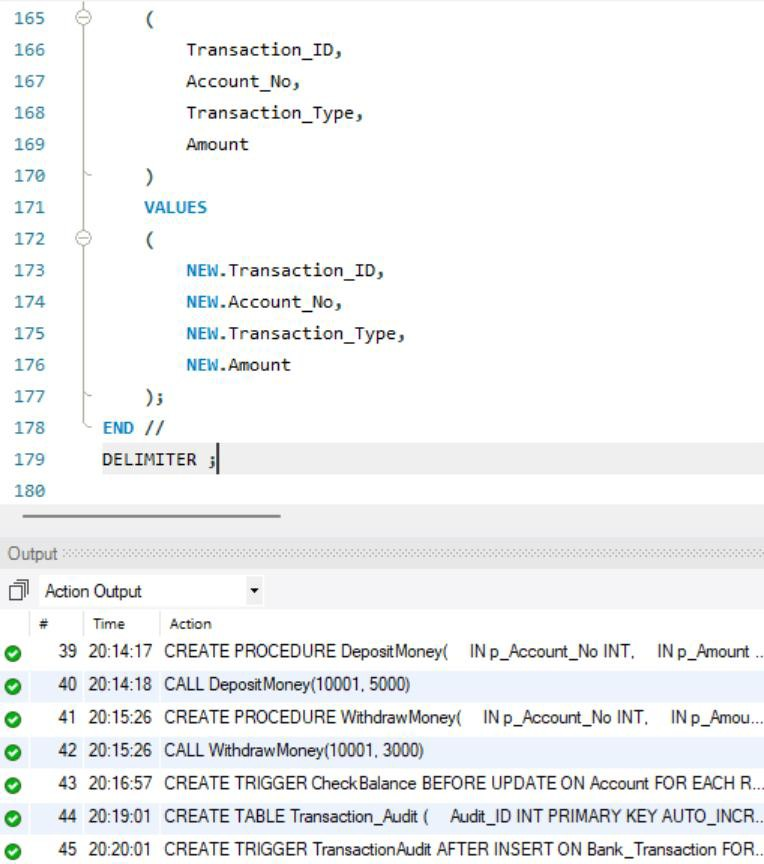 165 (
166 Transaction_ID,
167 Account_No,
168 Transaction_Type,
169 Amount
170 )
171 VALUES
172 (
173 NEW.Transaction_ID,
174 NEW.Account_No,
175 NEW.Transaction_Type,
176 NEW.Amount
177 );
178 END //
179 DELIMITER ;
180
Output
Action Output
# Time Action
39 20:14:17 CREATE PROCEDURE DepositMoney( IN p_Account_No INT, IN p_Amount ...
40 20:14:18 CALL DepositMoney(10001, 5000)
41 20:15:26 CREATE PROCEDURE WithdrawMoney( IN p_Account_No INT, IN p_Amou...
42 20:15:26 CALL WithdrawMoney(10001, 3000)
43 20:16:57 CREATE TRIGGER CheckBalance BEFORE UPDATE ON Account FOR EACH R...
44 20:19:01 CREATE TABLE Transaction_Audit ( Audit_ID INT PRIMARY KEY AUTO_INCR...
45 20:20:01 CREATE TRIGGER TransactionAudit AFTER INSERT ON Bank_Transaction FOR...